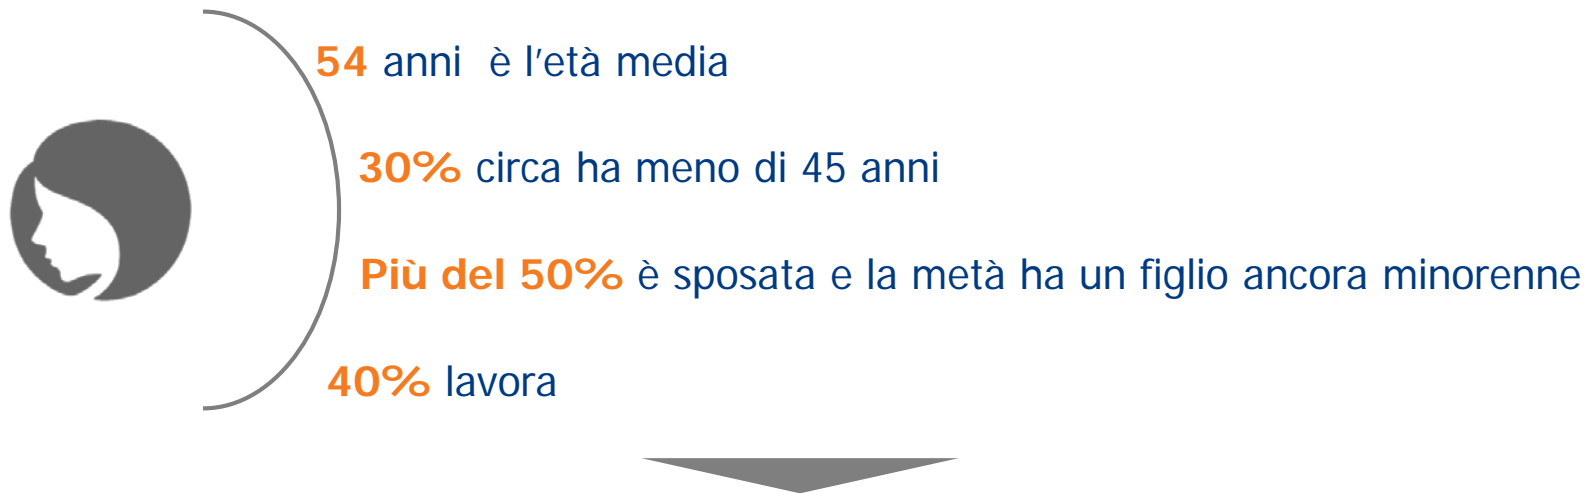 54 anni è l’età media
30% circa ha meno di 45 anni
Più del 50% è sposata e la metà ha un figlio ancora minorenne
40% lavora